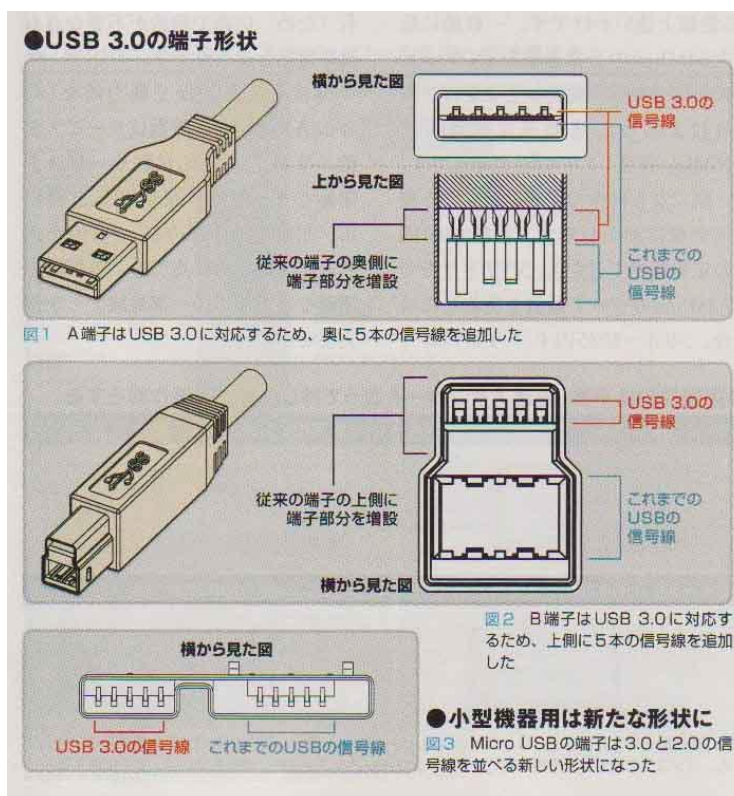 ●USB 3.0の端子形状
横から見た図
USB 3.0の
信号線
上から見た図
従来の端子の奥側に
端子部分を増設
これまでの
USBの
信号線
図1 A端子はUSB 3.0に対応するため、奥に5本の信号線を追加した
USB 3.0の
信号線
従来の端子の上側に
端子部分を増設
これまでの
USBの
信号線
横から見た図
図2 B端子はUSB 3.0に対応す
るため、上側に5本の信号線を追加
した
横から見た図
USB 3.0の信号線
これまでのUSBの信号線
●小型機器用は新たな形状に
図3 Micro USBの端子は3.0と2.0の信
号線を並べる新しい形状になった